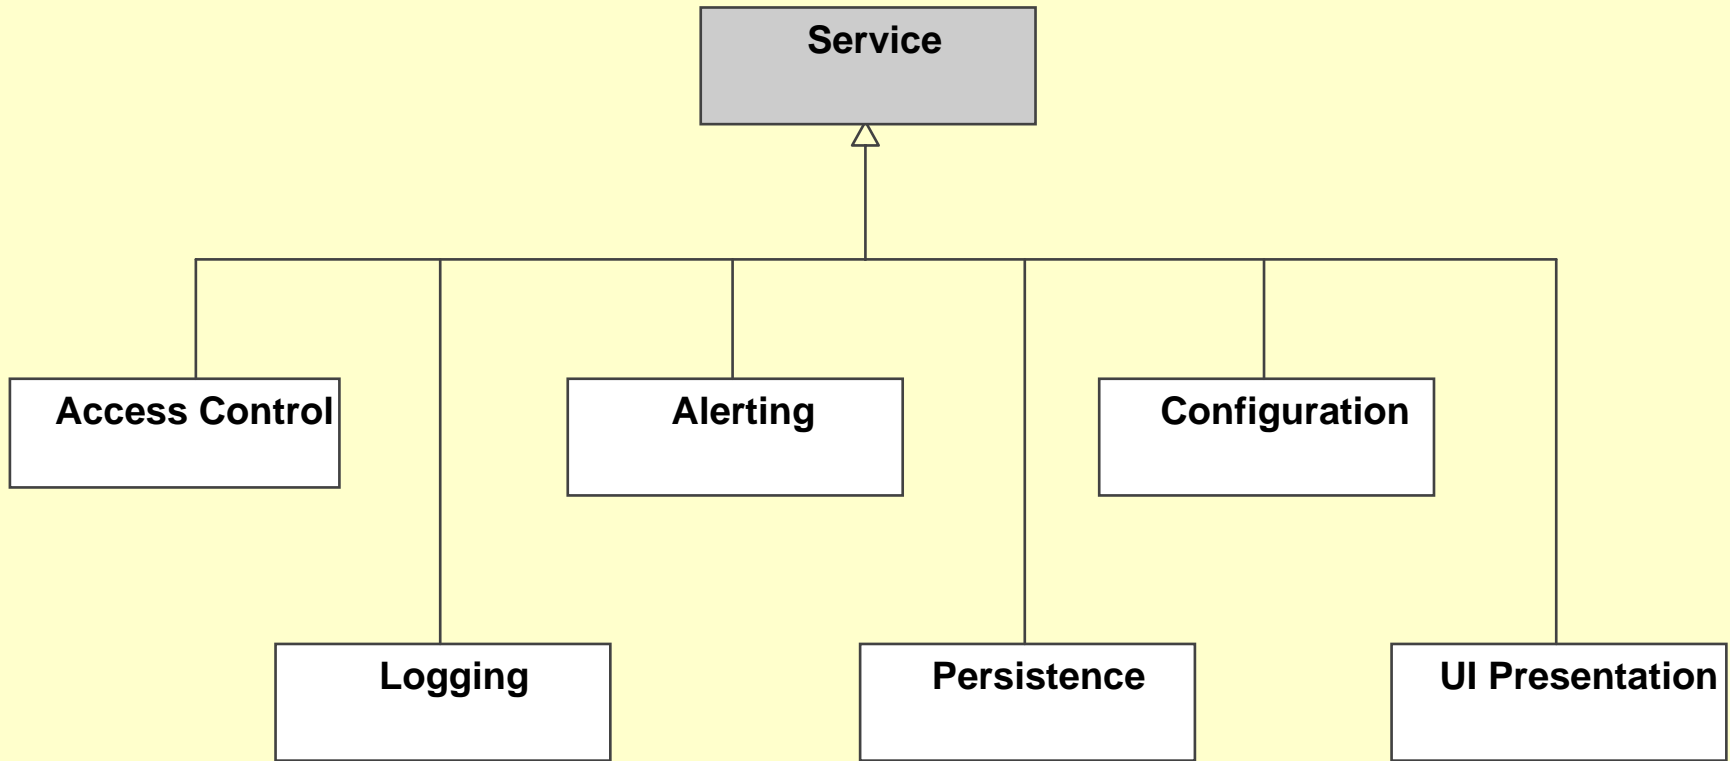 Service
Access Control
Alerting
Configuration
Logging
Persistence
UI Presentation